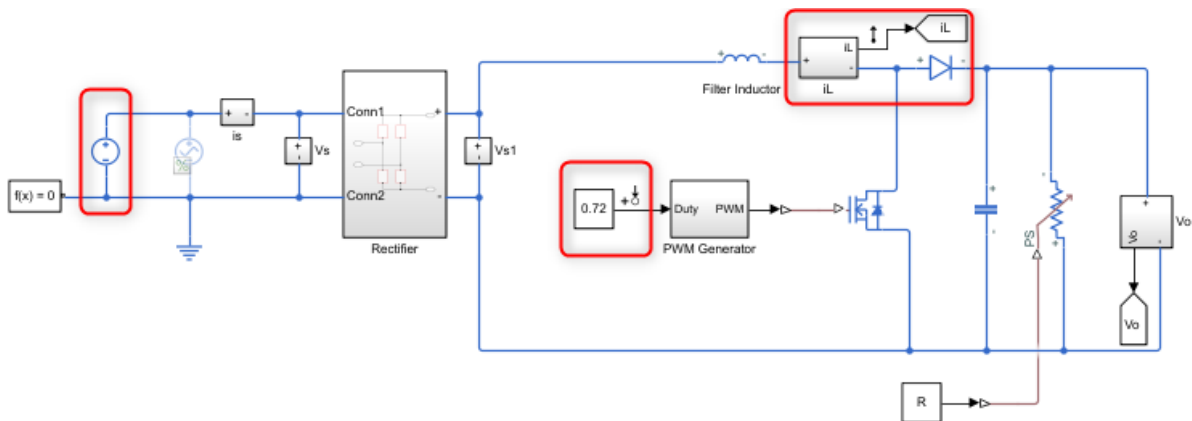 iL
iL
+ - Filter Inductor + - iL + -
Conn1 +
+ - is
+ - Vs
+ - Vs1
%
f(x) = 0
Conn2 -
Rectifier
0.72 + Duty PWM
PWM Generator
+ -
- PS +
+ Vo - Vo
Vo
R